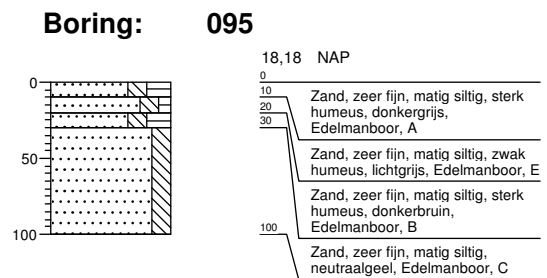 Boring: 095
18,18 NAP
0
50
100
0
10
20
30
100
Zand, zeer fijn, matig siltig, sterk
humeus, donkergrijs,
Edelmanboor, A
Zand, zeer fijn, matig siltig, zwak
humeus, lichtgrijs, Edelmanboor, E
Zand, zeer fijn, matig siltig, sterk
humeus, donkerbruin,
Edelmanboor, B
Zand, zeer fijn, matig siltig,
neutraalgeel, Edelmanboor, C